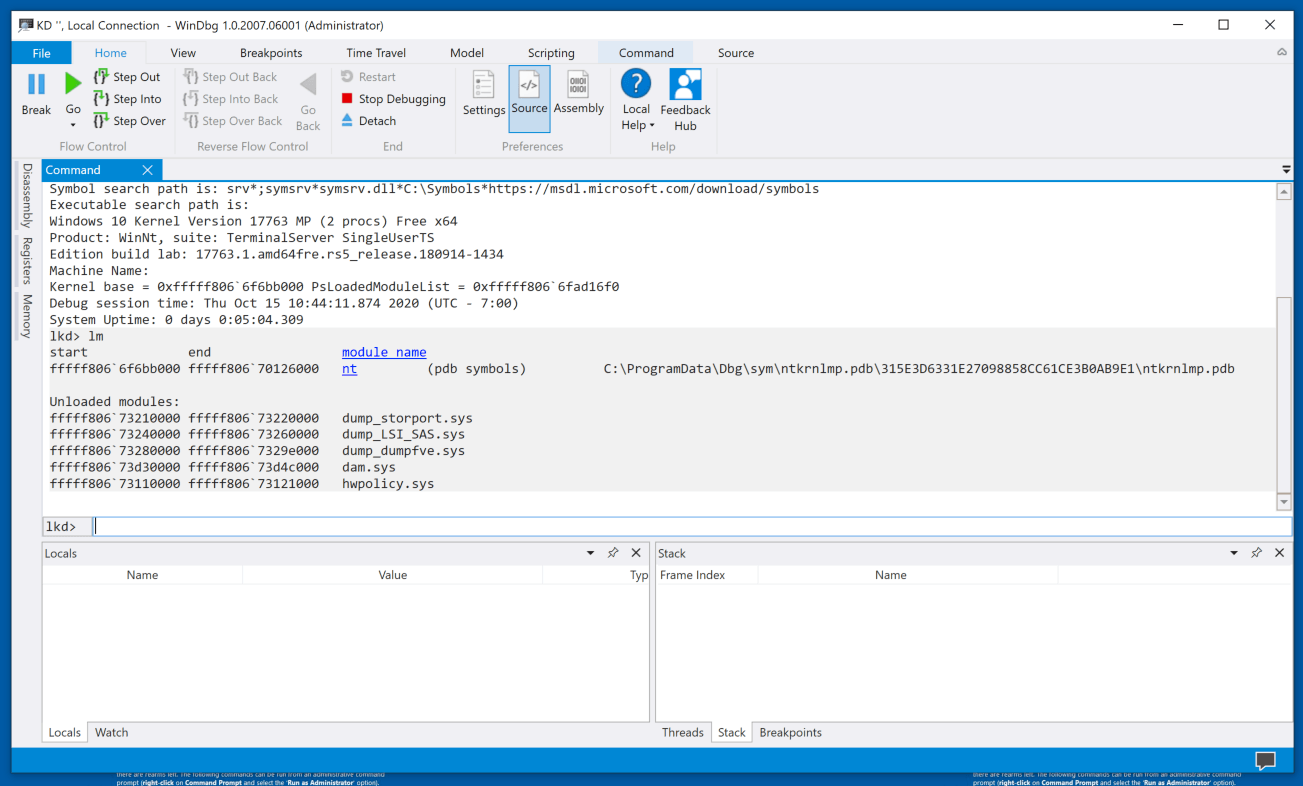 KD '', Local Connection - WinDbg 1.0.2007.06001 (Administrator)
File Home View Breakpoints Time Travel Model Scripting Command Source
Break
Go
Step Out
Step Into
Step Over
Flow Control
Step Out Back
Step Into Back
Step Over Back
Go Back
Reverse Flow Control
Restart
Stop Debugging
Detach
End
Settings
Source
Assembly
Preferences
Local Help
Feedback Hub
Help
Disassembly
Registers
Memory
Command
Symbol search path is: srv*;symsrv*symsrv.dll*C:\Symbols*https://msdl.microsoft.com/download/symbols
Executable search path is:
Windows 10 Kernel Version 17763 MP (2 procs) Free x64
Product: WinNt, suite: TerminalServer SingleUserTS
Edition build lab: 17763.1.amd64fre.rs5_release.180914-1434
Machine Name:
Kernel base = 0xfffff806`6f6bb000 PsLoadedModuleList = 0xfffff806`6fad16f0
Debug session time: Thu Oct 15 10:44:11.874 2020 (UTC - 7:00)
System Uptime: 0 days 0:05:04.309
lkd> lm
start end module name
fffff806`6f6bb000 fffff806`70126000 nt (pdb symbols) C:\ProgramData\Dbg\sym\ntkrnlmp.pdb\315E3D6331E27098858CC61CE3B0AB9E1\ntkrnlmp.pdb
Unloaded modules:
fffff806`73210000 fffff806`73220000 dump_storport.sys
fffff806`73240000 fffff806`73260000 dump_LSI_SAS.sys
fffff806`73280000 fffff806`7329e000 dump_dumpfve.sys
fffff806`73d30000 fffff806`73d4c000 dam.sys
fffff806`73110000 fffff806`73121000 hwpolicy.sys
lkd>
Locals
Name Value Typ
Locals Watch
Stack
Frame Index Name
Threads Stack Breakpoints
there are rearms left. The following commands can be run from an administrative command
prompt (right-click on Command Prompt and select the 'Run as Administrator' option).
there are rearms left. The following commands can be run from an administrative command
prompt (right-click on Command Prompt and select the 'Run as Administrator' option).